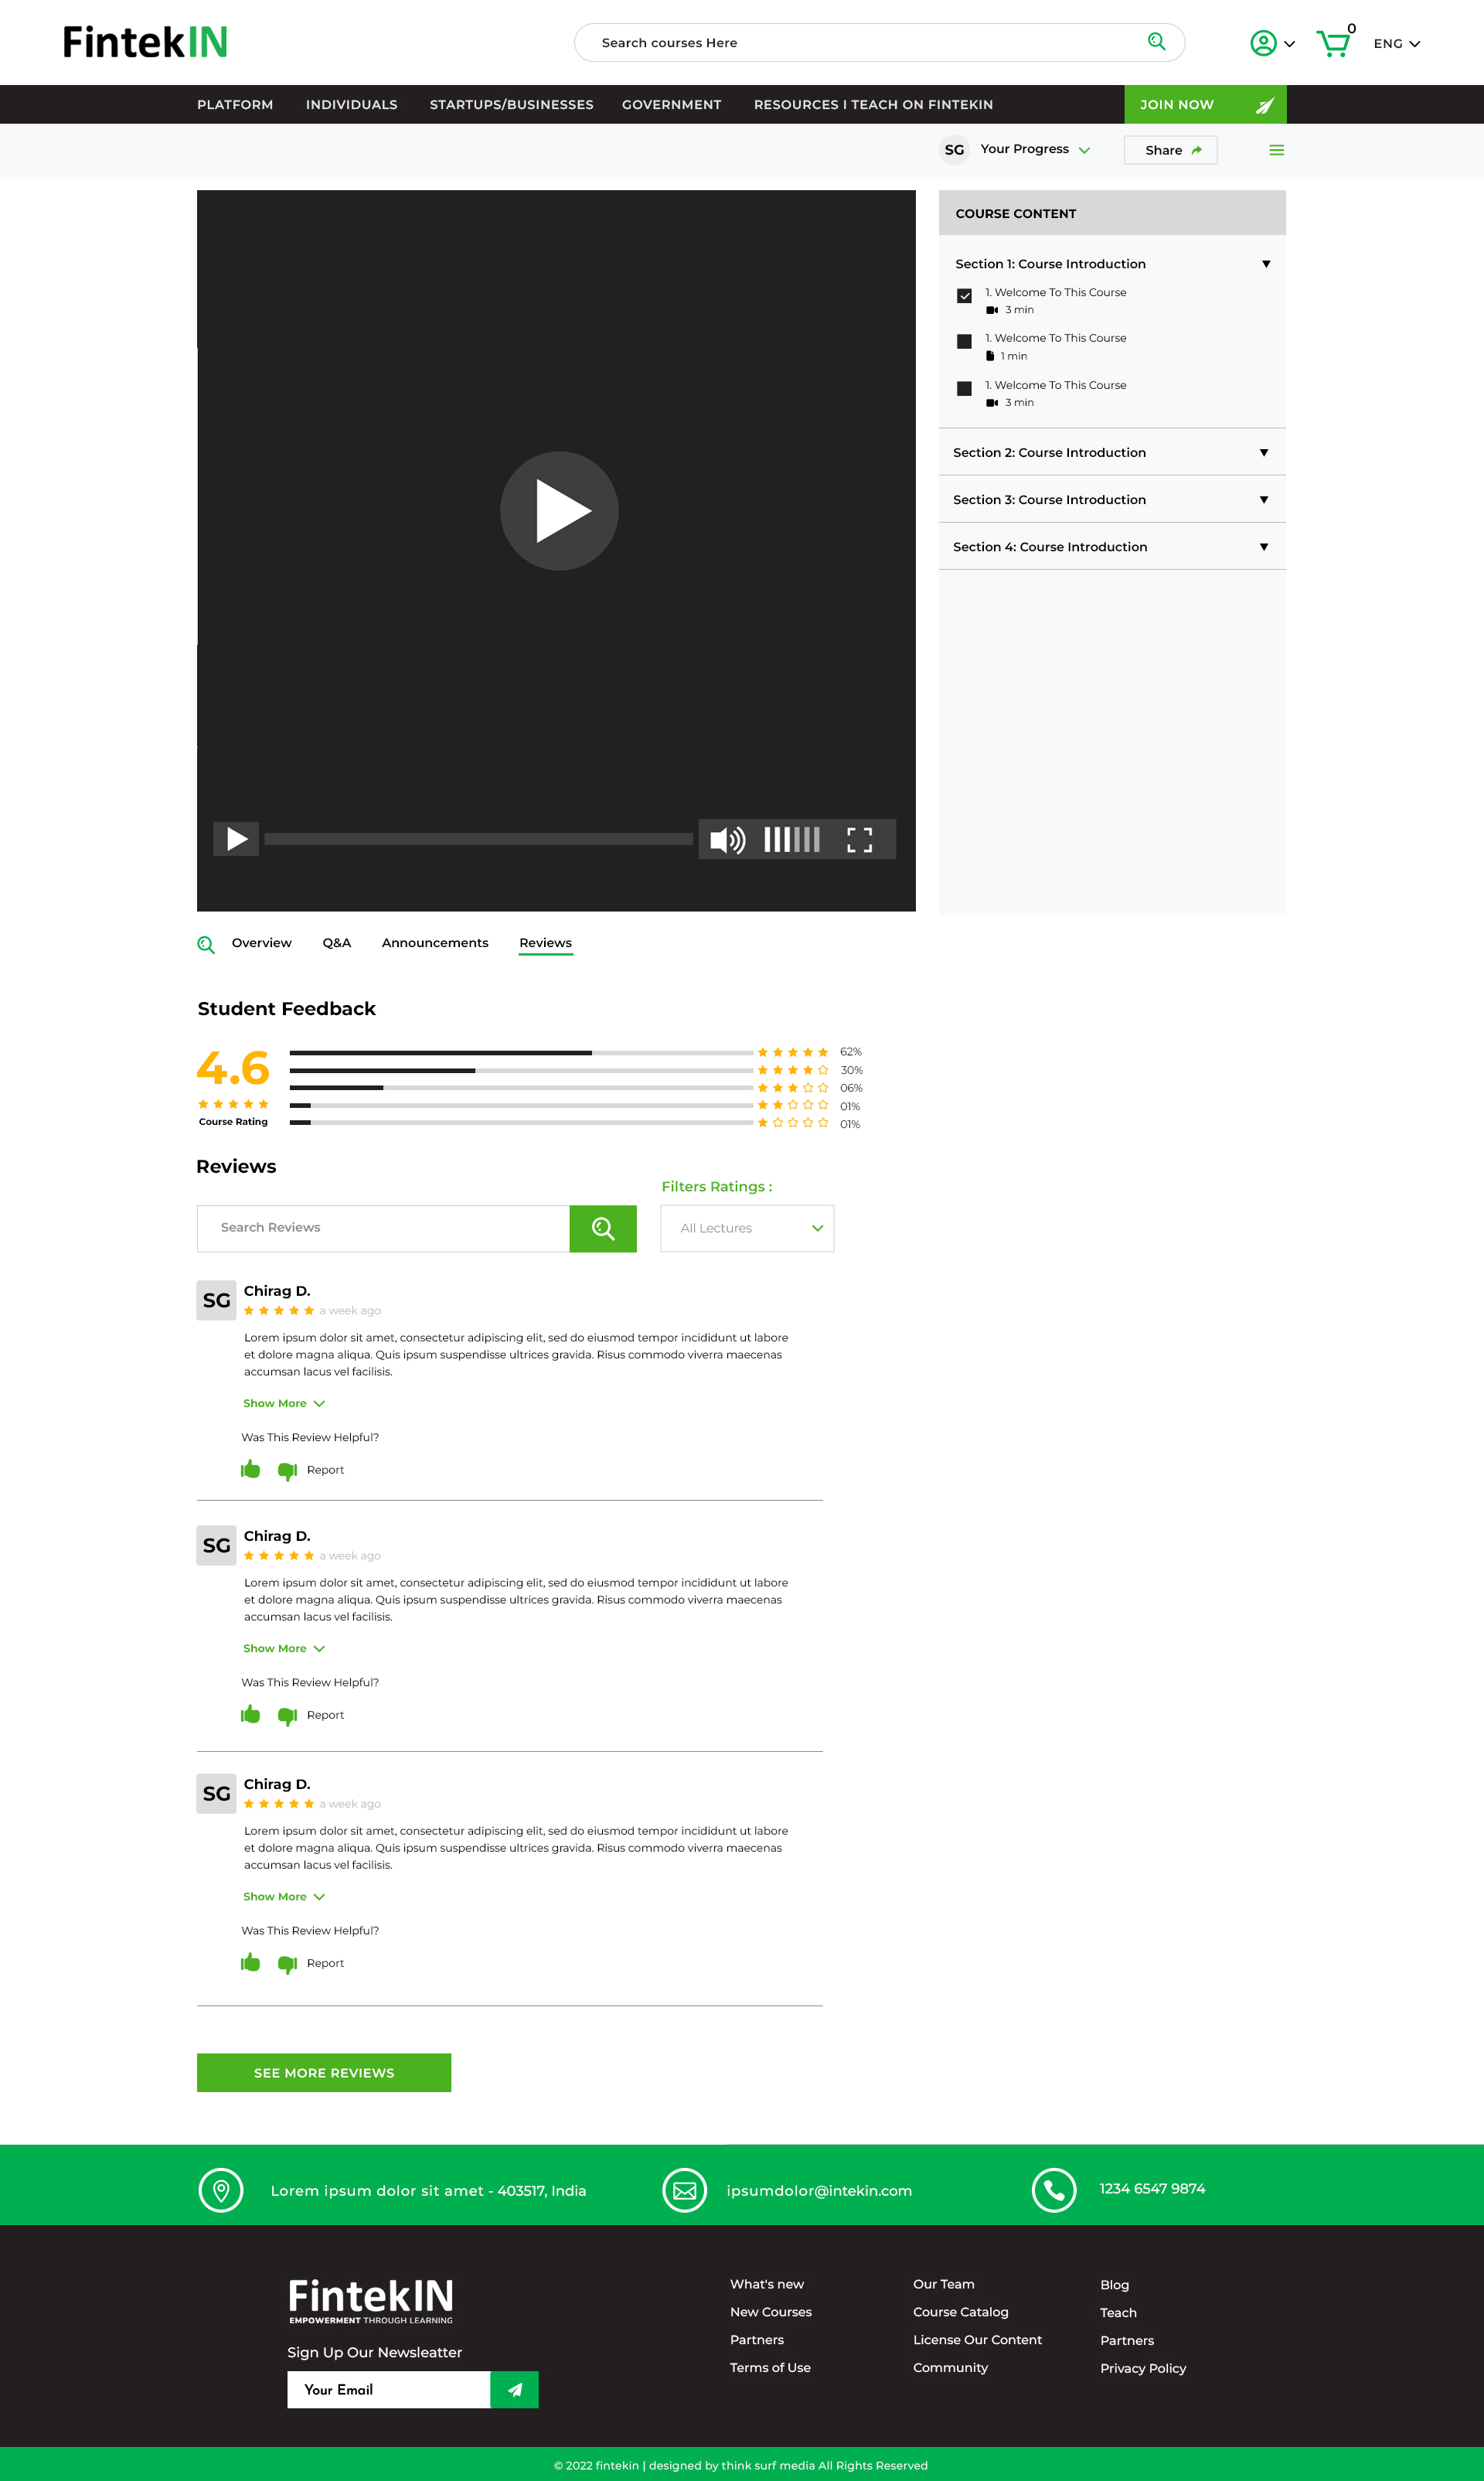 FintekIN
Search courses Here
0
ENG
PLATFORM INDIVIDUALS STARTUPS/BUSINESSES GOVERNMENT RESOURCES I TEACH ON FINTEKIN JOIN NOW
SG Your Progress Share
COURSE CONTENT
Section 1: Course Introduction
1. Welcome To This Course
3 min
1. Welcome To This Course
1 min
1. Welcome To This Course
3 min
Section 2: Course Introduction
Section 3: Course Introduction
Section 4: Course Introduction
Overview Q&A Announcements Reviews
Student Feedback
4.6
Course Rating
62%
30%
06%
01%
01%
Reviews
Filters Ratings :
Search Reviews
All Lectures
SG
Chirag D.
a week ago
Lorem ipsum dolor sit amet, consectetur adipiscing elit, sed do eiusmod tempor incididunt ut labore
et dolore magna aliqua. Quis ipsum suspendisse ultrices gravida. Risus commodo viverra maecenas
accumsan lacus vel facilisis.
Show More
Was This Review Helpful?
Report
SG
Chirag D.
a week ago
Lorem ipsum dolor sit amet, consectetur adipiscing elit, sed do eiusmod tempor incididunt ut labore
et dolore magna aliqua. Quis ipsum suspendisse ultrices gravida. Risus commodo viverra maecenas
accumsan lacus vel facilisis.
Show More
Was This Review Helpful?
Report
SG
Chirag D.
a week ago
Lorem ipsum dolor sit amet, consectetur adipiscing elit, sed do eiusmod tempor incididunt ut labore
et dolore magna aliqua. Quis ipsum suspendisse ultrices gravida. Risus commodo viverra maecenas
accumsan lacus vel facilisis.
Show More
Was This Review Helpful?
Report
SEE MORE REVIEWS
Lorem ipsum dolor sit amet - 403517, India
ipsumdolor@intekin.com
1234 6547 9874
FintekIN
EMPOWERMENT THROUGH LEARNING
Sign Up Our Newsleatter
Your Email
What's new
New Courses
Partners
Terms of Use
Our Team
Course Catalog
License Our Content
Community
Blog
Teach
Partners
Privacy Policy
© 2022 fintekin | designed by think surf media All Rights Reserved